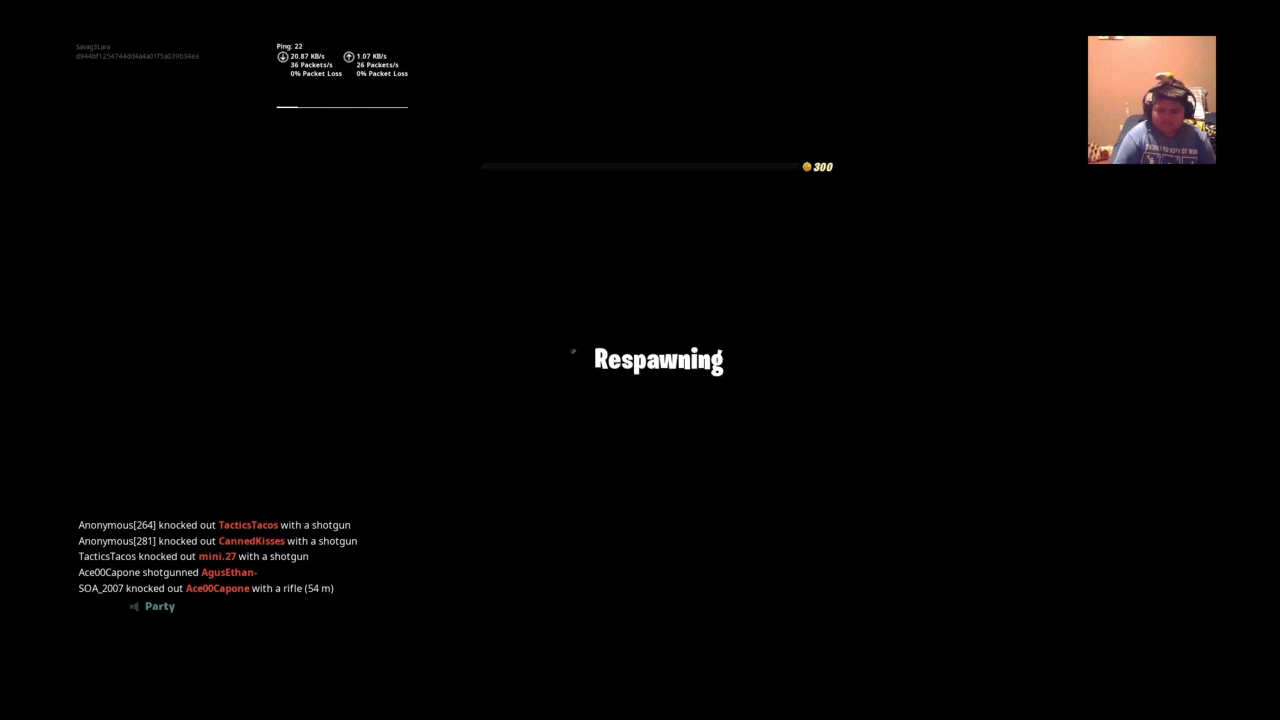 Savag3Lara
d944bf1254744dd4a4a01f5a039b34ea
Ping: 22
20.87 KB/s
36 Packets/s
0% Packet Loss
1.07 KB/s
26 Packets/s
0% Packet Loss
300
Respawning
Anonymous[264] knocked out TacticsTacos with a shotgun
Anonymous[281] knocked out CannedKisses with a shotgun
TacticsTacos knocked out mini.27 with a shotgun
Ace00Capone shotgunned AgusEthan-
SOA_2007 knocked out Ace00Capone with a rifle (54 m)
Party